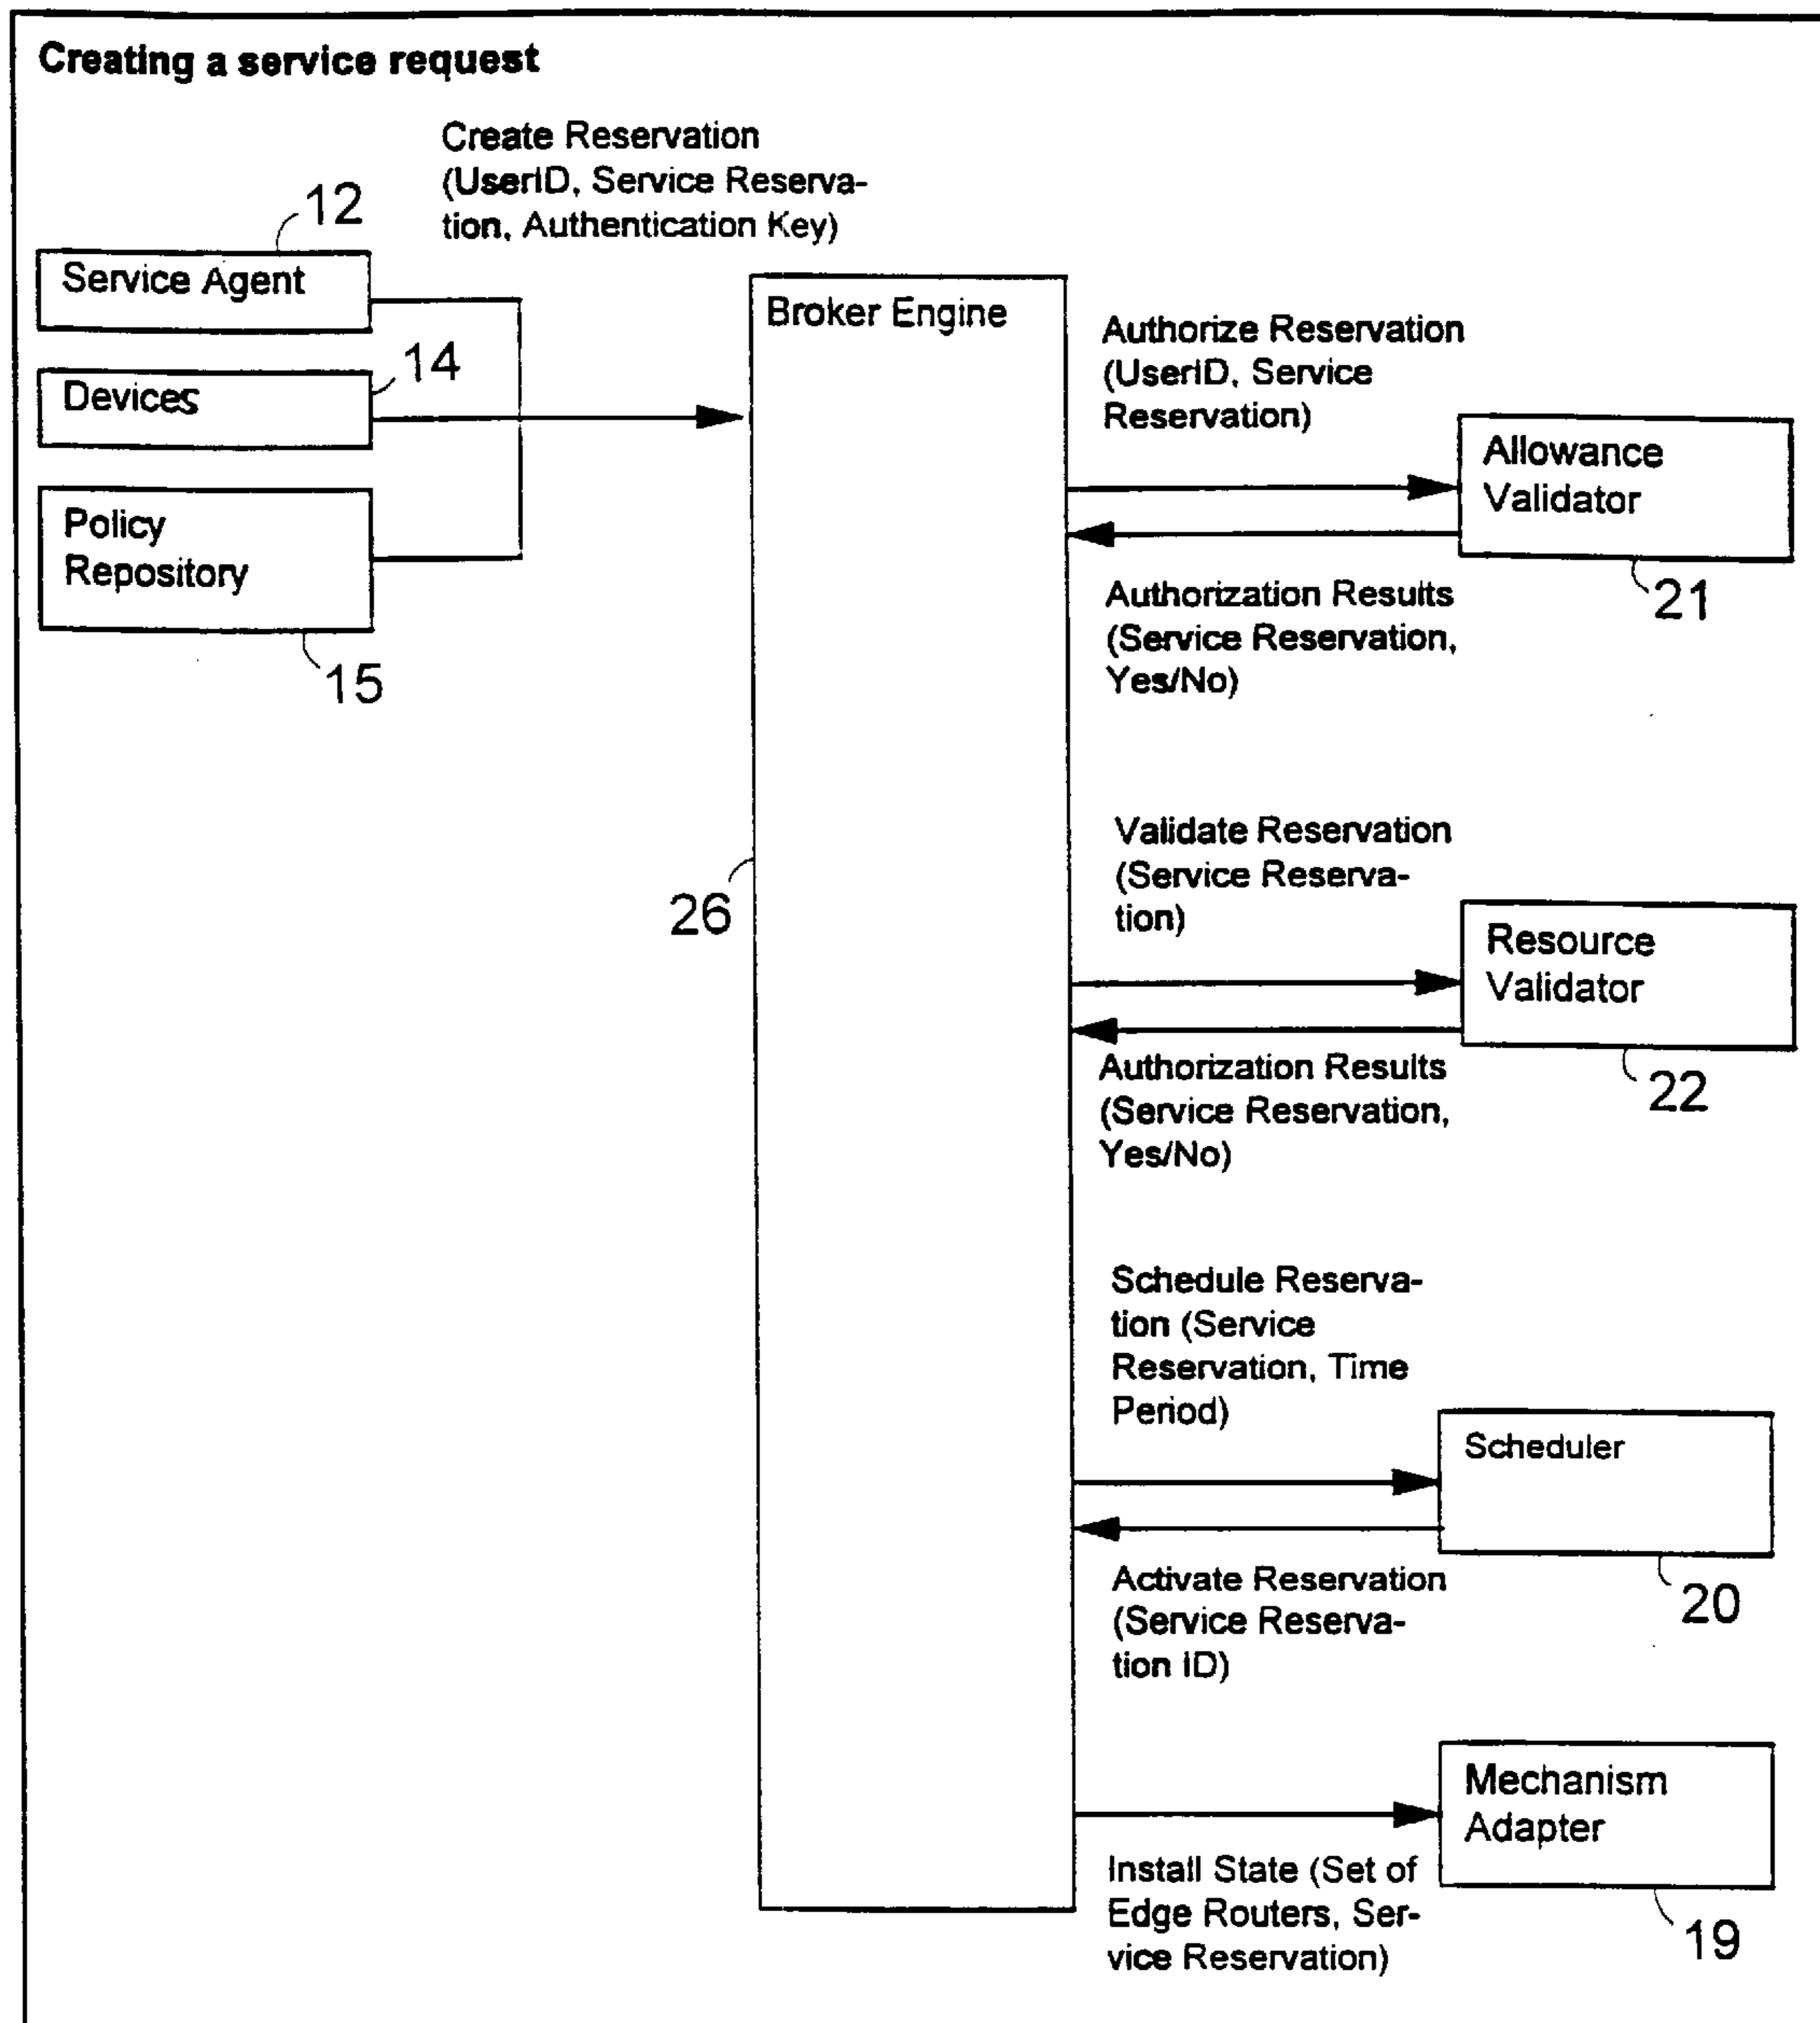 Creating a service request
Create Reservation
(UserID, Service Reserva-
tion, Authentication Key)
12
Service Agent
14
Devices
Policy
Repository
15
Broker Engine
26
Authorize Reservation
(UserID, Service
Reservation)
Allowance
Validator
21
Authorization Results
(Service Reservation,
Yes/No)
Validate Reservation
(Service Reserva-
tion)
Resource
Validator
22
Authorization Results
(Service Reservation,
Yes/No)
Schedule Reserva-
tion (Service
Reservation, Time
Period)
Scheduler
20
Activate Reservation
(Service Reserva-
tion ID)
Mechanism
Adapter
19
Install State (Set of
Edge Routers, Ser-
vice Reservation)